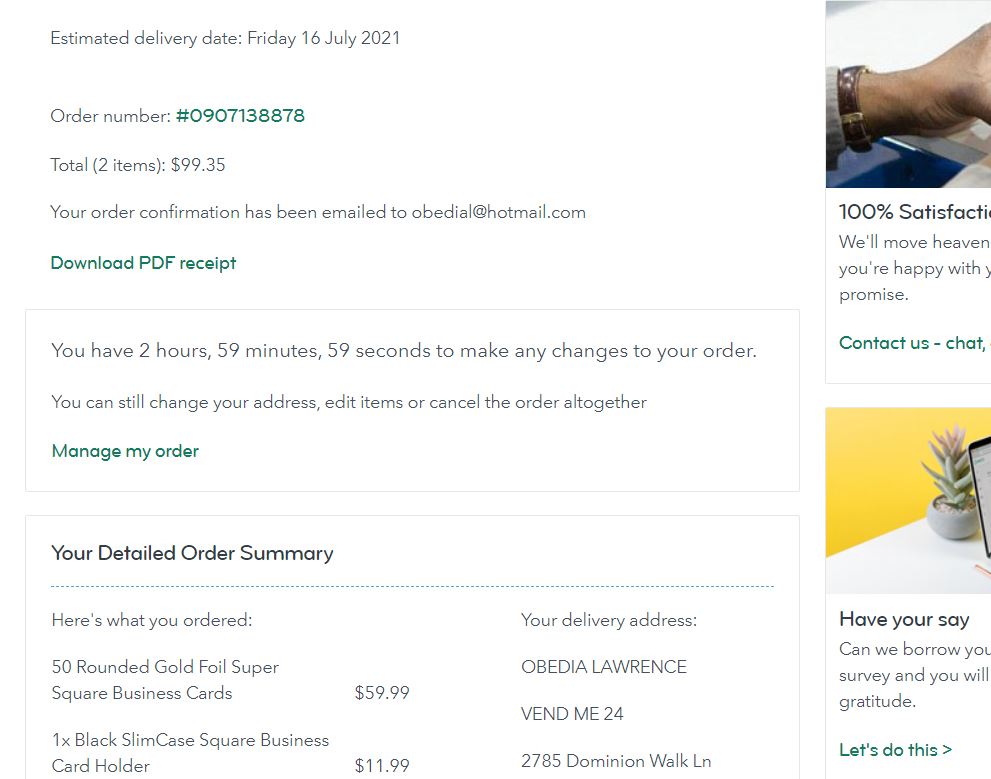 Estimated delivery date: Friday 16 July 2021
Order number: #0907138878
Total (2 items): $99.35
Your order confirmation has been emailed to obedial@hotmail.com
Download PDF receipt
You have 2 hours, 59 minutes, 59 seconds to make any changes to your order.
You can still change your address, edit items or cancel the order altogether
Manage my order
Your Detailed Order Summary
Here's what you ordered:
50 Rounded Gold Foil Super
Square Business Cards $59.99
1x Black SlimCase Square Business
Card Holder $11.99
Your delivery address:
OBEDIA LAWRENCE
VEND ME 24
2785 Dominion Walk Ln
100% Satisfacti
We'll move heaven
you're happy with y
promise.
Contact us - chat,
Have your say
Can we borrow you
survey and you will
gratitude.
Let's do this >